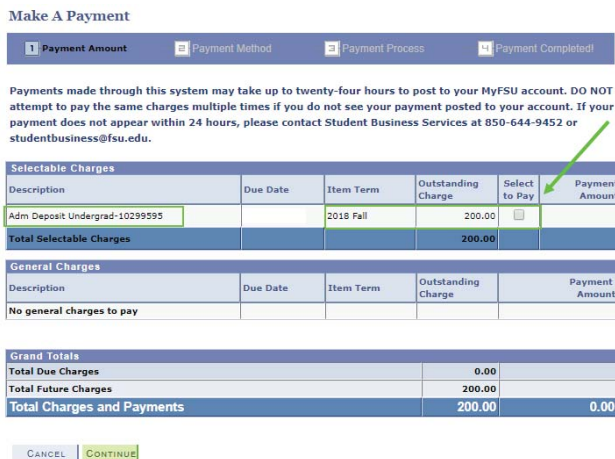 Make A Payment
1 Payment Amount 2 Payment Method 3 Payment Process 4 Payment Completed!
Payments made through this system may take up to twenty-four hours to post to your MyFSU account. DO NOT
attempt to pay the same charges multiple times if you do not see your payment posted to your account. If your
payment does not appear within 24 hours, please contact Student Business Services at 850-644-9452 or
studentbusiness@fsu.edu.
Selectable Charges
Description Due Date Item Term Outstanding Charge Select to Pay Payment Amount
Adm Deposit Undergrad-10299595 2018 Fall 200.00
Total Selectable Charges 200.00
General Charges
Description Due Date Item Term Outstanding Charge Payment Amount
No general charges to pay
Grand Totals
Total Due Charges 0.00
Total Future Charges 200.00
Total Charges and Payments 200.00 0.00
CANCEL CONTINUE